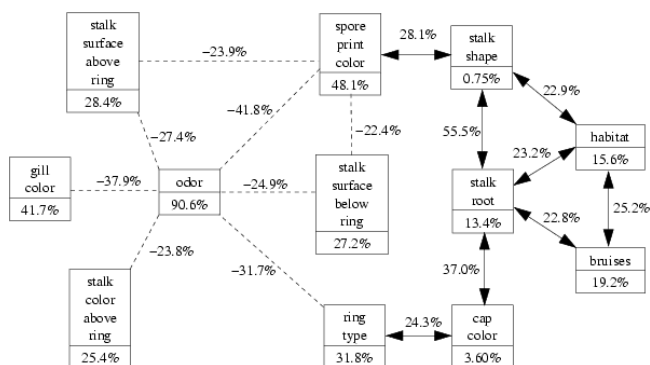 stalk
surface
above
ring
28.4%
−23.9%
spore
print
color
48.1%
28.1%
stalk
shape
0.75%
−41.8%
22.9%
−27.4%
−22.4%
55.5%
habitat
15.6%
23.2%
gill
color
41.7%
−37.9%
odor
90.6%
−24.9%
stalk
surface
below
ring
27.2%
stalk
root
13.4%
25.2%
22.8%
−23.8%
−31.7%
bruises
19.2%
37.0%
stalk
color
above
ring
25.4%
ring
type
31.8%
24.3%
cap
color
3.60%